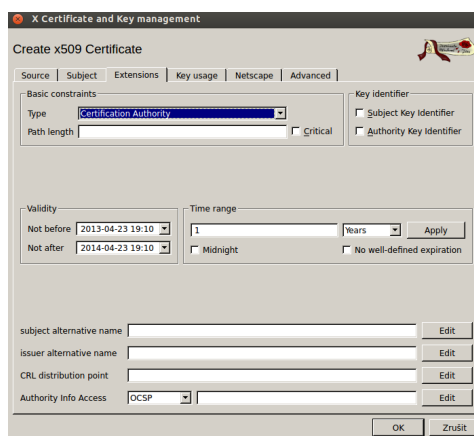 X Certificate and Key management
Create x509 Certificate
Source Subject Extensions Key usage Netscape Advanced
Basic constraints
Type Certification Authority
Path length Critical
Key identifier
Subject Key Identifier
Authority Key Identifier
Validity
Not before 2013-04-23 19:10
Not after 2014-04-23 19:10
Time range
1 Years Apply
Midnight No well-defined expiration
subject alternative name Edit
issuer alternative name Edit
CRL distribution point Edit
Authority Info Access OCSP Edit
OK Zrušit